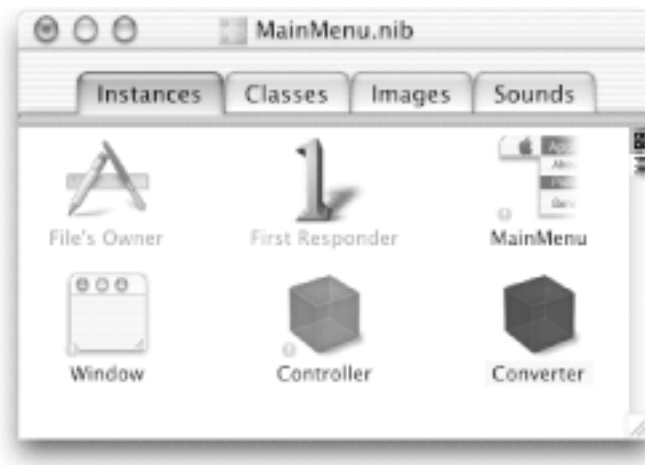 MainMenu.nib
Instances Classes Images Sounds
File's Owner First Responder MainMenu
Window Controller Converter